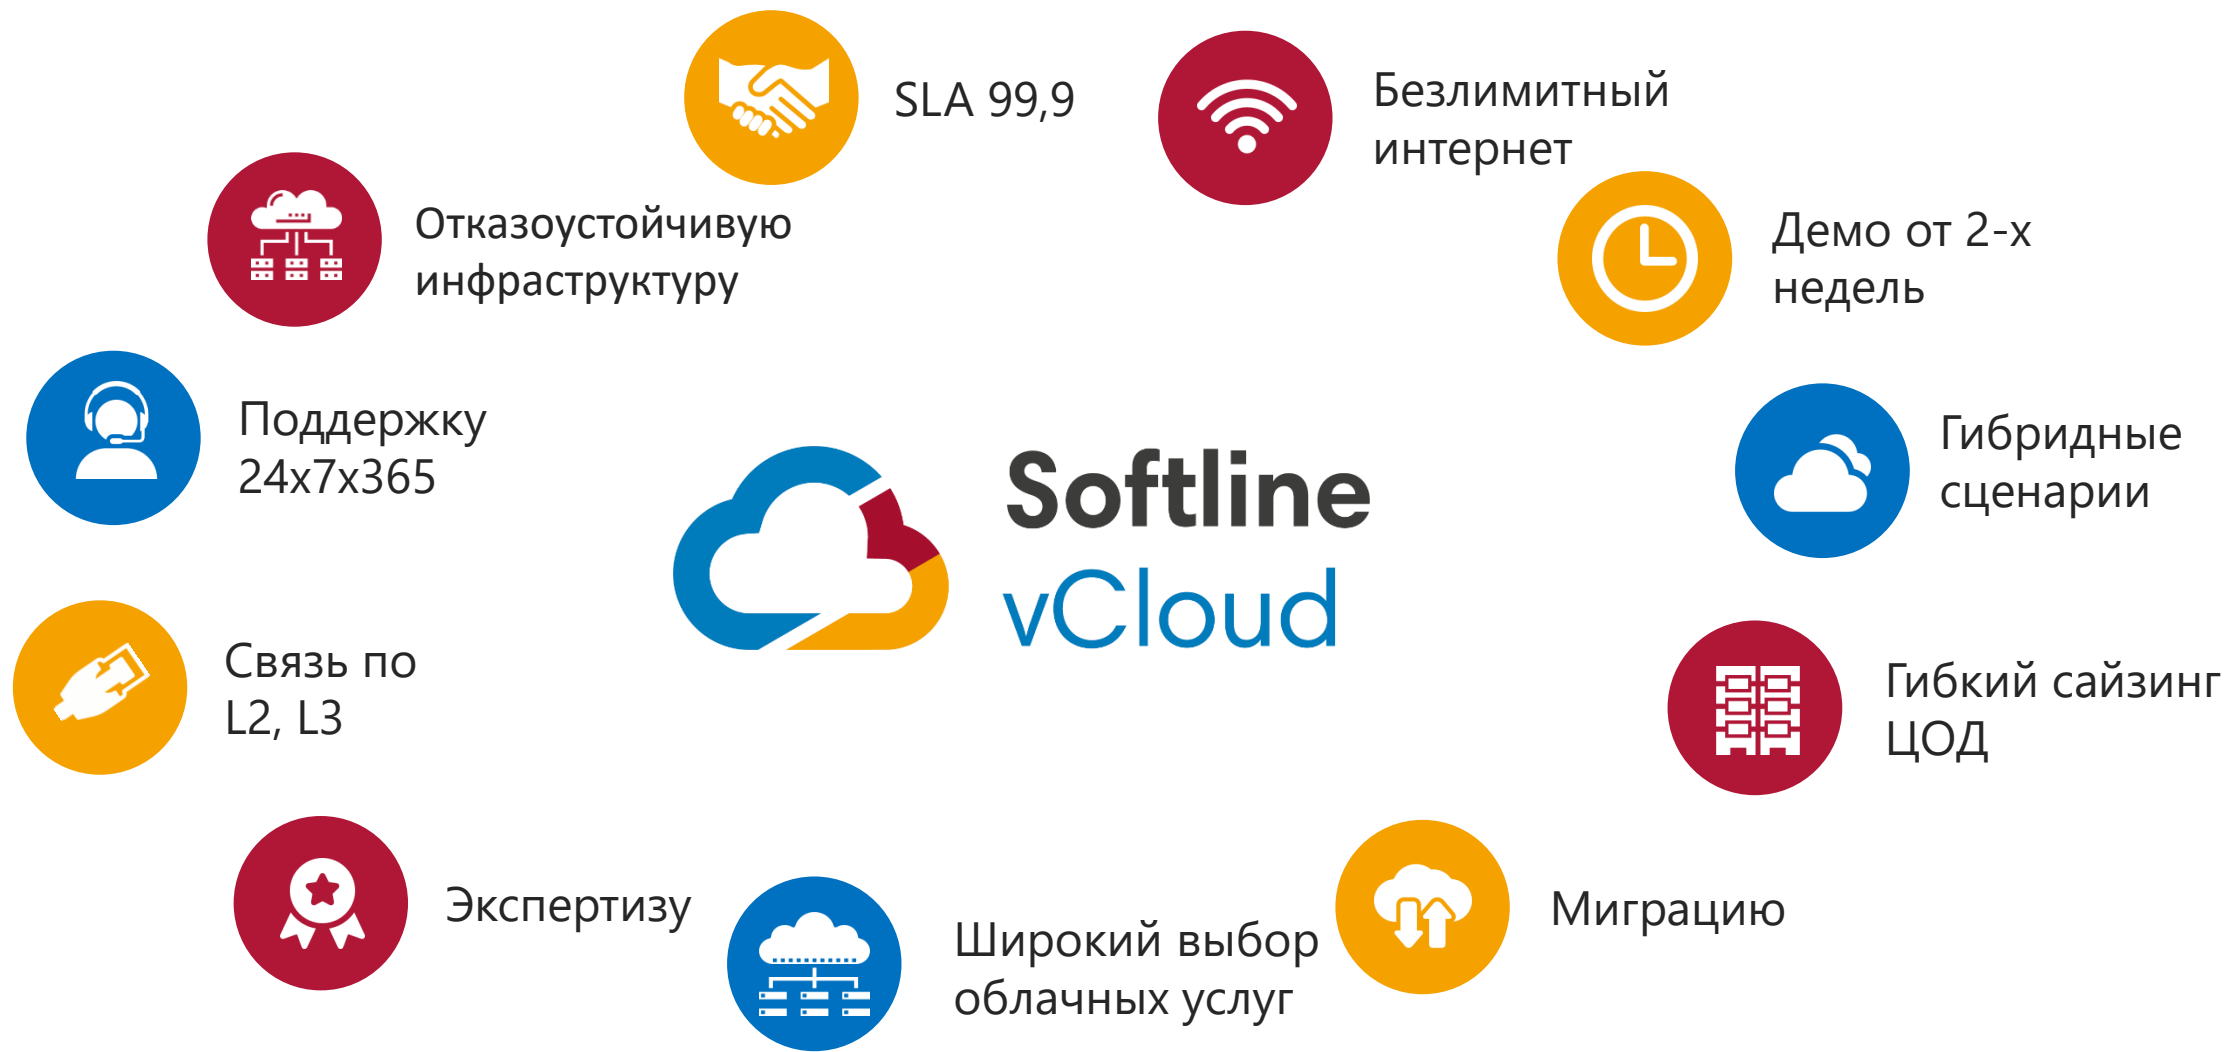 SLA 99,9
Безлимитный
интернет
Отказоустойчивую
инфраструктуру
Демо от 2-х
недель
Поддержку
24x7x365
Гибридные
сценарии
Softline
vCloud
Связь по
L2, L3
Гибкий сайзинг
ЦОД
Экспертизу
Широкий выбор
облачных услуг
Миграцию